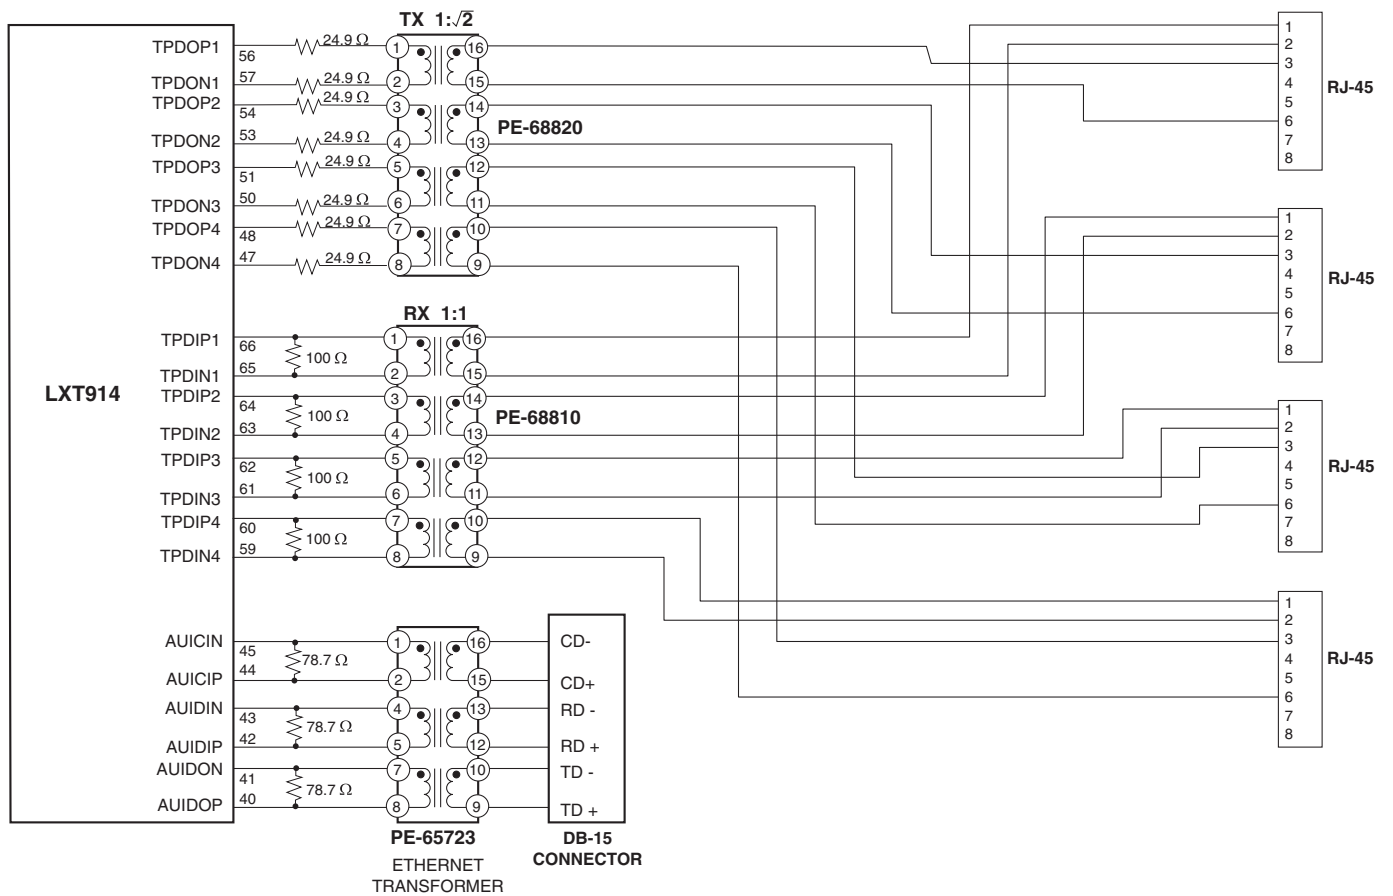 LXT914
TPDOP1 56 24.9 Ω
TPDON1 57 24.9 Ω
TPDOP2 54 24.9 Ω
TPDON2 53 24.9 Ω
TPDOP3 51 24.9 Ω
TPDON3 50 24.9 Ω
TPDOP4 48 24.9 Ω
TPDON4 47 24.9 Ω
TX 1:√2
1 16
2 15
3 14
4 13
5 12
6 11
7 10
8 9
PE-68820
TPDIP1 66
100 Ω
TPDIN1 65
TPDIP2 64
100 Ω
TPDIN2 63
TPDIP3 62
100 Ω
TPDIN3 61
TPDIP4 60
100 Ω
TPDIN4 59
RX 1:1
1 16
2 15
3 14
4 13
5 12
6 11
7 10
8 9
PE-68810
AUICIN 45
78.7 Ω
AUICIP 44
AUIDIN 43
78.7 Ω
AUIDIP 42
AUIDON 41
78.7 Ω
AUIDOP 40
1 16
2 15
4 13
5 12
7 10
8 9
PE-65723
ETHERNET
TRANSFORMER
CD-
CD+
RD -
RD +
TD -
TD +
DB-15
CONNECTOR
1
2
3
4
5
6
7
8
RJ-45
1
2
3
4
5
6
7
8
RJ-45
1
2
3
4
5
6
7
8
RJ-45
1
2
3
4
5
6
7
8
RJ-45